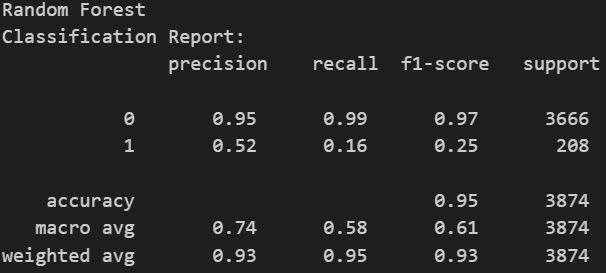 Random Forest
Classification Report:
precision recall f1-score support
0 0.95 0.99 0.97 3666
1 0.52 0.16 0.25 208
accuracy 0.95 3874
macro avg 0.74 0.58 0.61 3874
weighted avg 0.93 0.95 0.93 3874